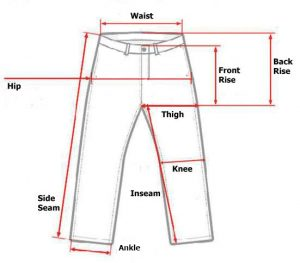 Waist
Front
Rise
Back
Rise
Hip
Thigh
Knee
Side
Seam
Inseam
Ankle